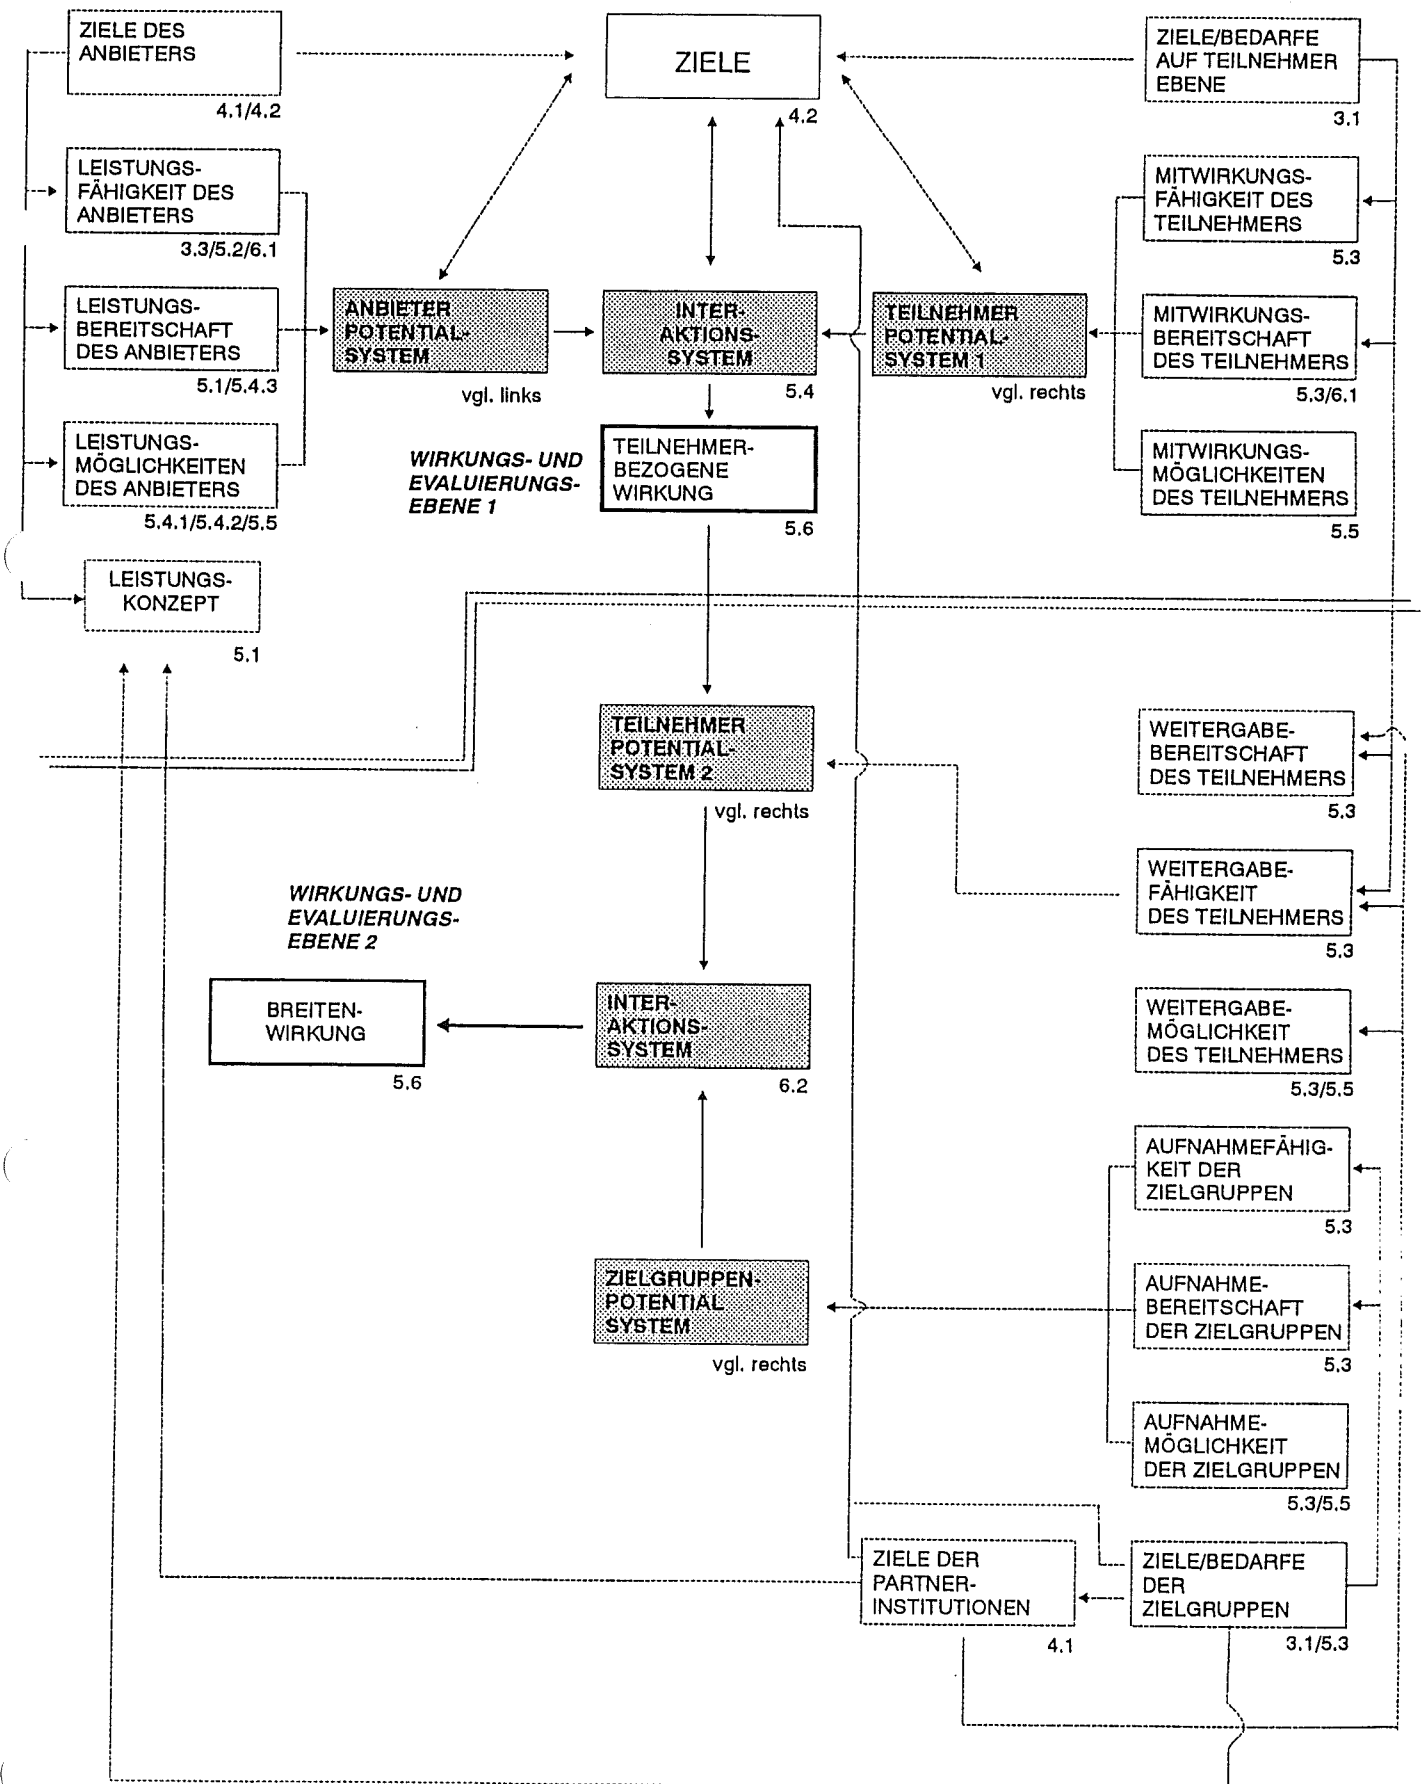 ZIELE DES
ANBIETERS
4.1/4.2
ZIELE
4.2
ZIELE/BEDARFE
AUF TEILNEHMER
EBENE
3.1
LEISTUNGS-
FÄHIGKEIT DES
ANBIETERS
3.3/5.2/6.1
MITWIRKUNGS-
FÄHIGKEIT DES
TEILNEHMERS
5.3
LEISTUNGS-
BEREITSCHAFT
DES ANBIETERS
5.1/5.4.3
ANBIETER
POTENTIAL-
SYSTEM
vgl. links
INTER-
AKTIONS-
SYSTEM
5.4
TEILNEHMER
POTENTIAL-
SYSTEM 1
vgl. rechts
MITWIRKUNGS-
BEREITSCHAFT
DES TEILNEHMERS
5.3/6.1
LEISTUNGS-
MÖGLICHKEITEN
DES ANBIETERS
5.4.1/5.4.2/5.5
WIRKUNGS- UND
EVALUIERUNGS-
EBENE 1
TEILNEHMER-
BEZOGENE
WIRKUNG
5.6
MITWIRKUNGS-
MÖGLICHKEITEN
DES TEILNEHMERS
5.5
LEISTUNGS-
KONZEPT
5.1
TEILNEHMER
POTENTIAL-
SYSTEM 2
vgl. rechts
WEITERGABE-
BEREITSCHAFT
DES TEILNEHMERS
5.3
WEITERGABE-
FÄHIGKEIT
DES TEILNEHMERS
5.3
WIRKUNGS- UND
EVALUIERUNGS-
EBENE 2
BREITEN-
WIRKUNG
5.6
INTER-
AKTIONS-
SYSTEM
6.2
WEITERGABE-
MÖGLICHKEIT
DES TEILNEHMERS
5.3/5.5
AUFNAHMEFÄHIG-
KEIT DER
ZIELGRUPPEN
5.3
ZIELGRUPPEN-
POTENTIAL
SYSTEM
vgl. rechts
AUFNAHME-
BEREITSCHAFT
DER ZIELGRUPPEN
5.3
AUFNAHME-
MÖGLICHKEIT
DER ZIELGRUPPEN
5.3/5.5
ZIELE DER
PARTNER-
INSTITUTIONEN
4.1
ZIELE/BEDARFE
DER
ZIELGRUPPEN
3.1/5.3